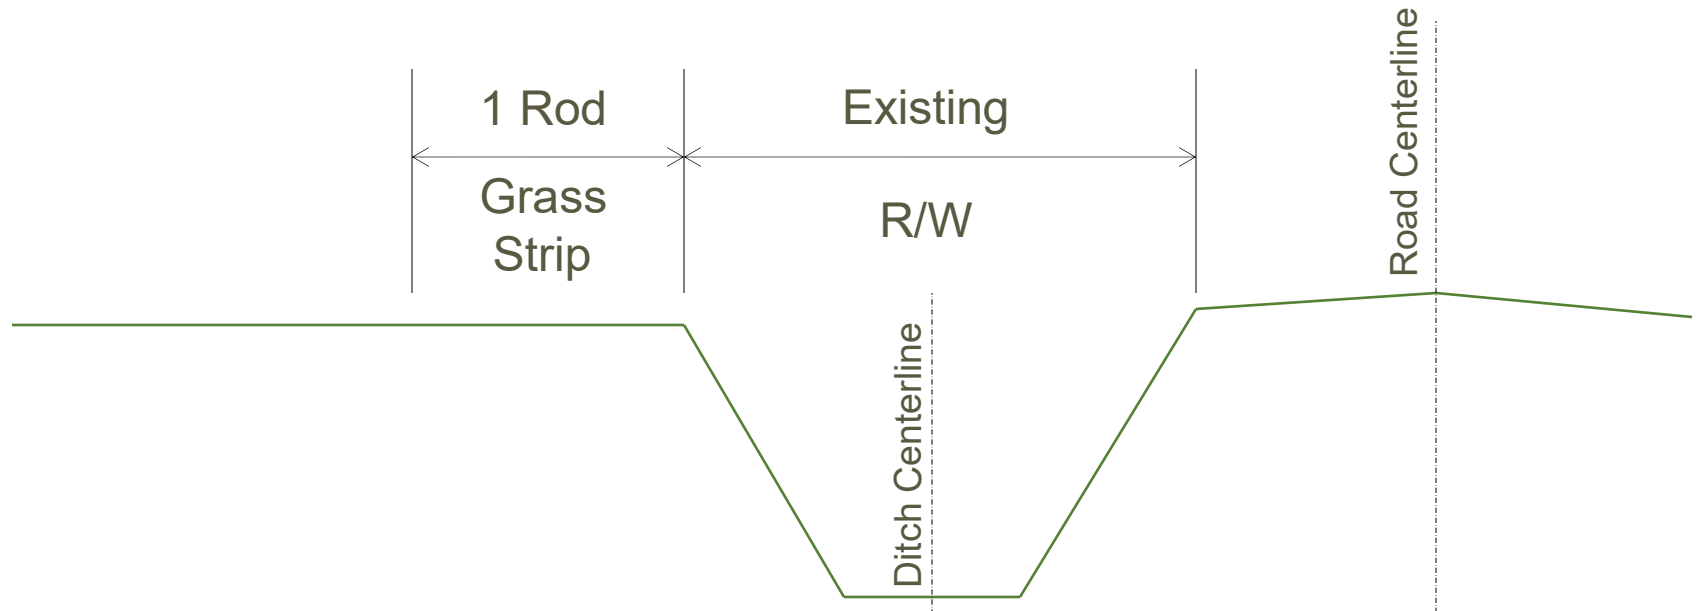 1 Rod
Grass
Strip
Existing
R/W
Ditch Centerline
Road Centerline